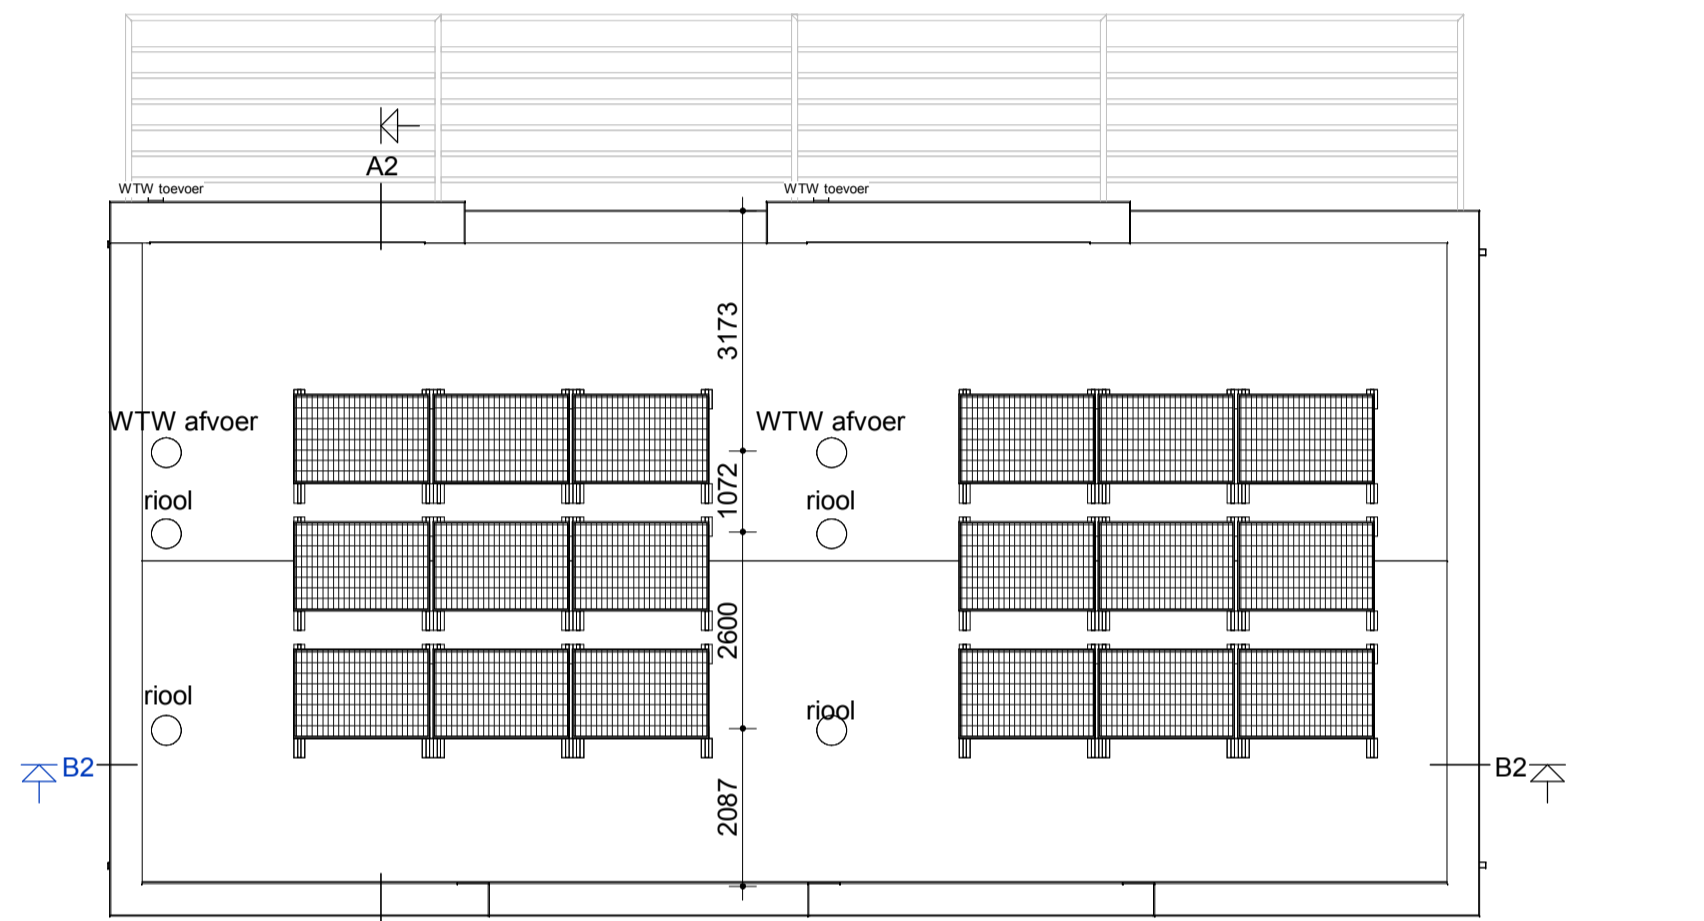 A2
WTW toevoer
WTW toevoer
3173
WTW afvoer
WTW afvoer
1072
riool
riool
2600
riool
riool
B2
B2
2087